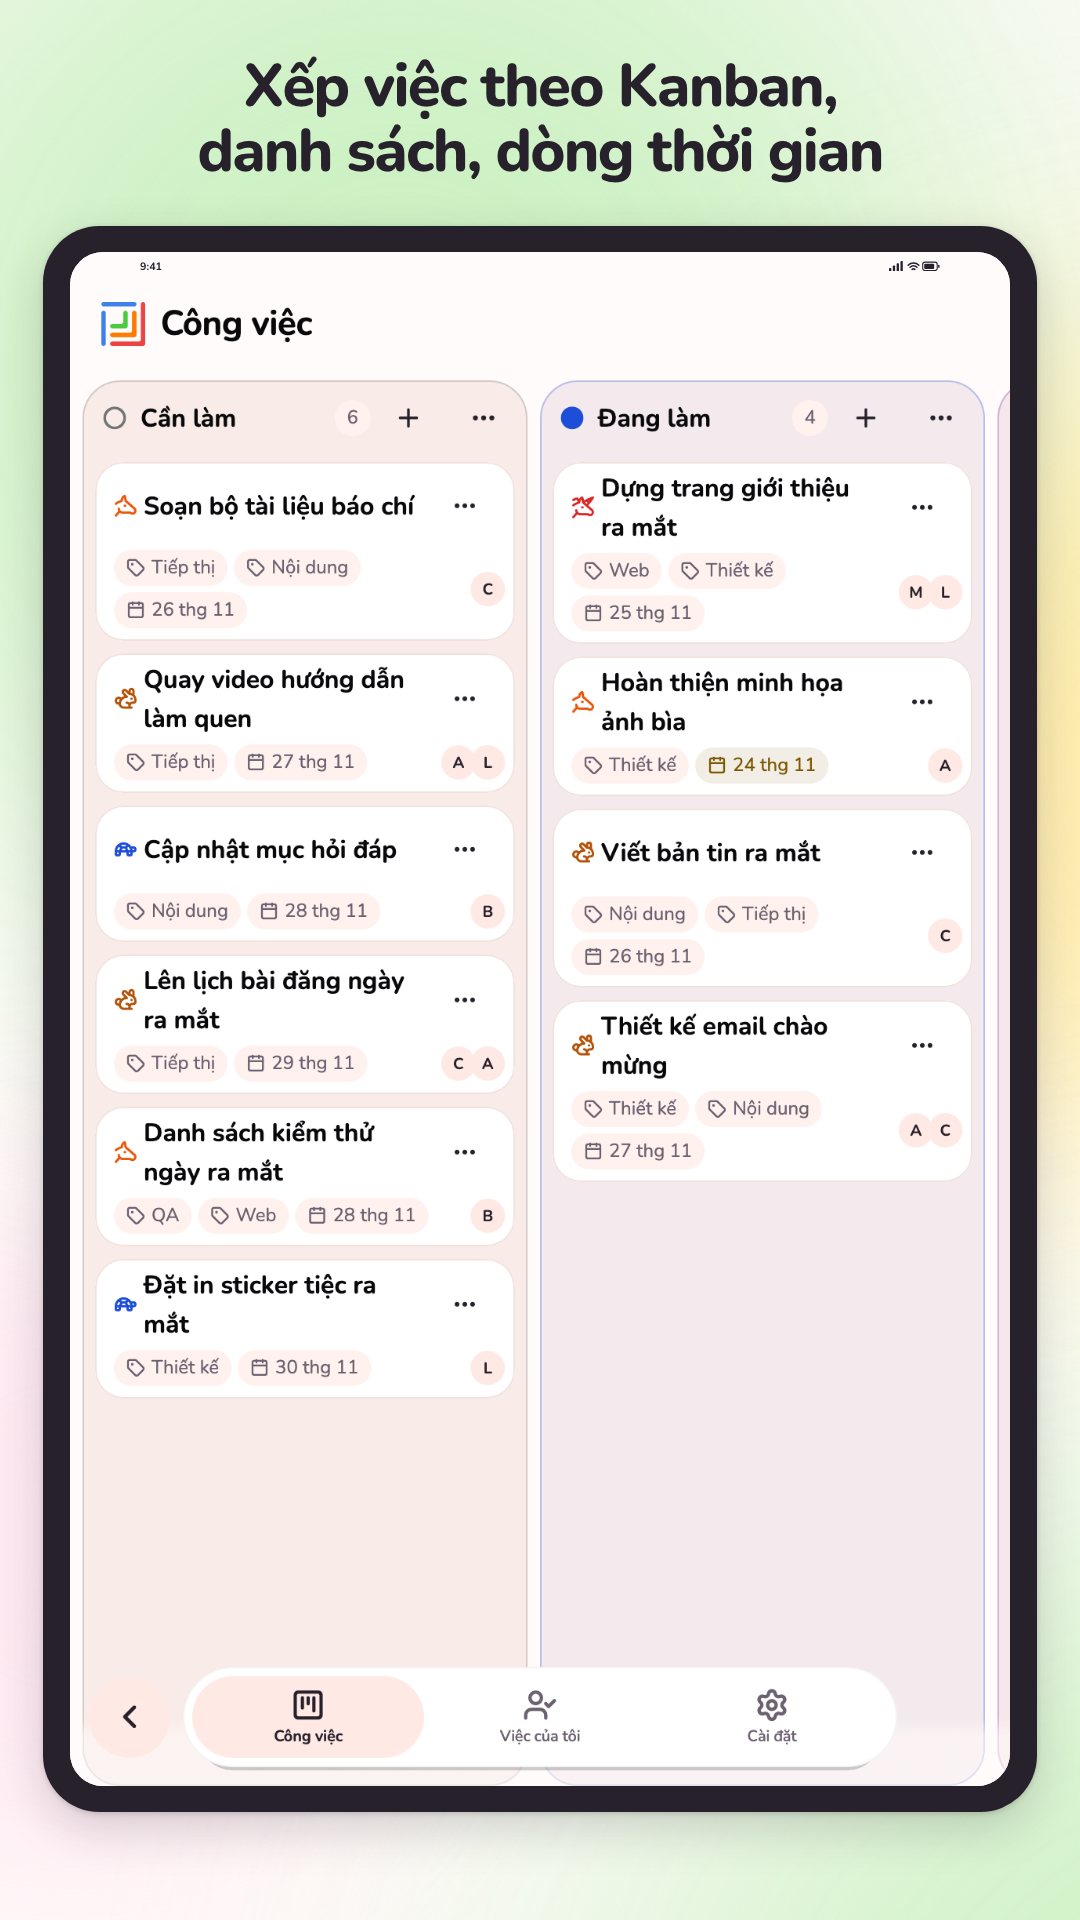 Xếp việc theo Kanban,
danh sách, dòng thời gian
9:41
Công việc
Cần làm
6
Soạn bộ tài liệu báo chí
Tiếp thị
Nội dung
26 thg 11
C
Quay video hướng dẫn
làm quen
Tiếp thị
27 thg 11
A
L
Cập nhật mục hỏi đáp
Nội dung
28 thg 11
B
Lên lịch bài đăng ngày
ra mắt
Tiếp thị
29 thg 11
C
A
Danh sách kiểm thử
ngày ra mắt
QA
Web
28 thg 11
B
Đặt in sticker tiệc ra
mắt
Thiết kế
30 thg 11
L
Đang làm
4
Dựng trang giới thiệu
ra mắt
Web
Thiết kế
25 thg 11
M
L
Hoàn thiện minh họa
ảnh bìa
Thiết kế
24 thg 11
A
Viết bản tin ra mắt
Nội dung
Tiếp thị
26 thg 11
C
Thiết kế email chào
mừng
Thiết kế
Nội dung
27 thg 11
A
C
Công việc
Việc của tôi
Cài đặt